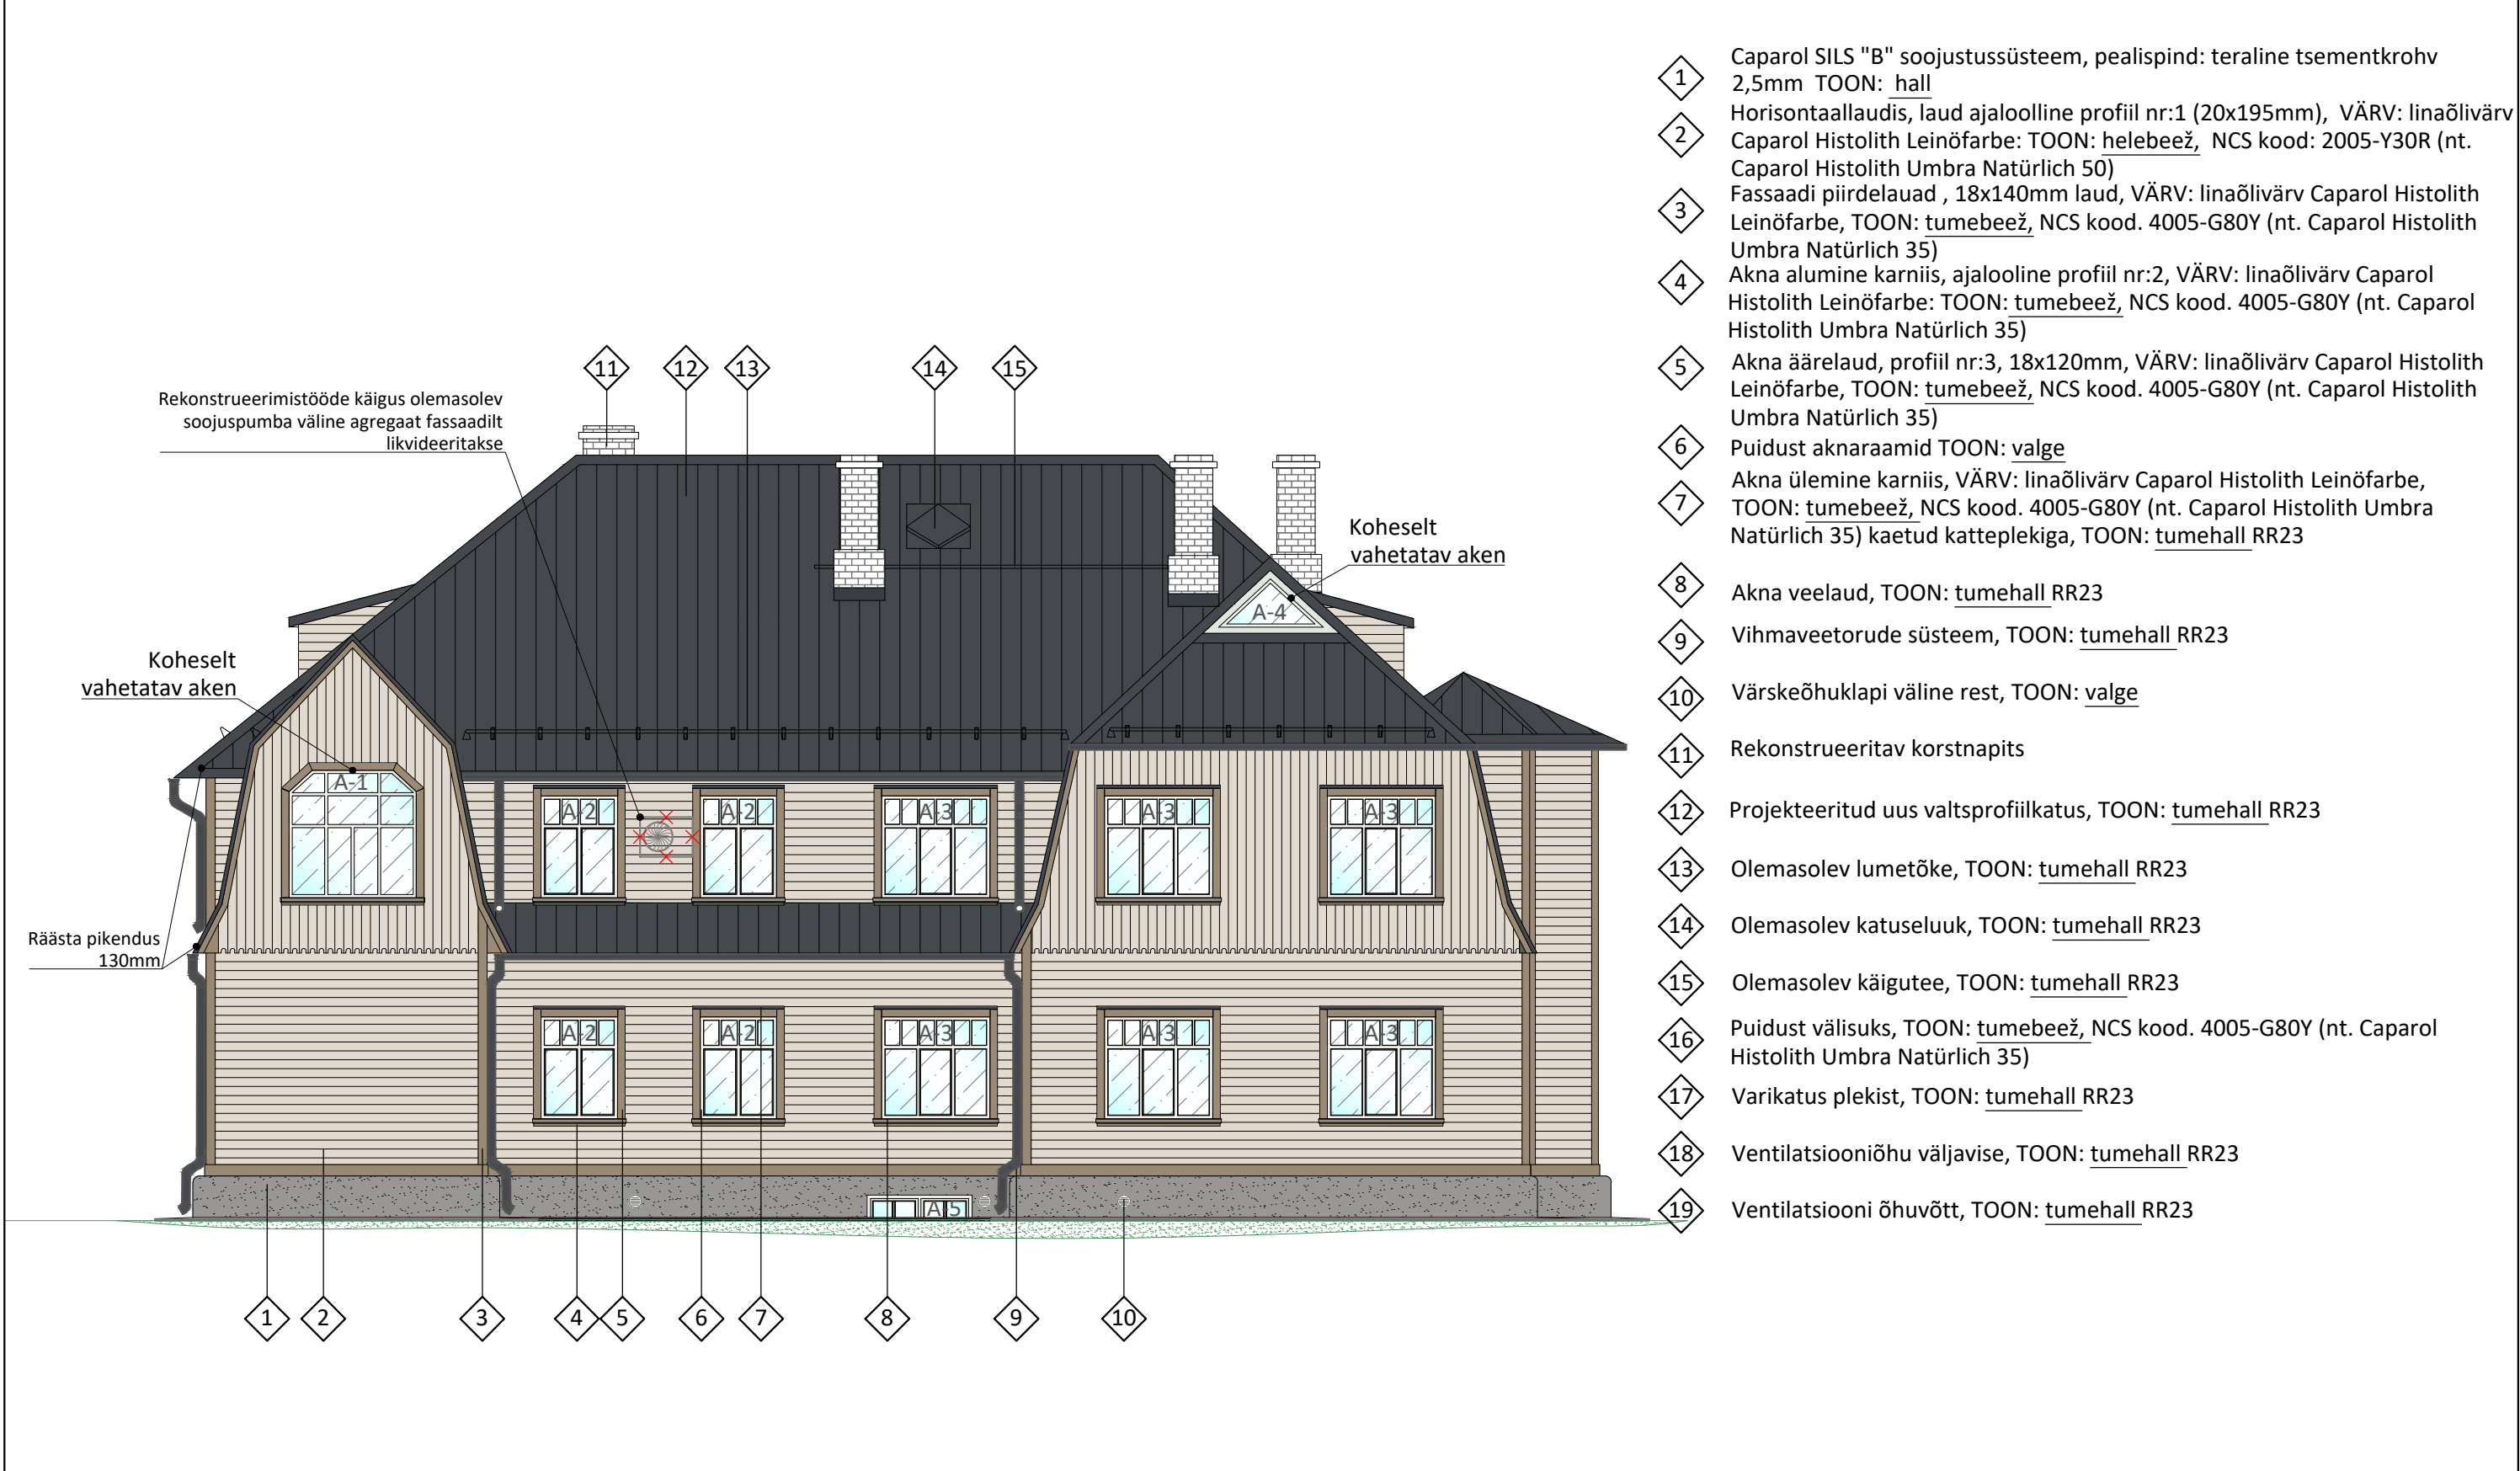 1
Caparol SILS "B" soojustussüsteem, pealispind: teraline tsementkrohv
2,5mm TOON: hall
2
Horisontaallaudis, laud ajaloolline profiil nr:1 (20x195mm), VÄRV: linaõlivärv
Caparol Histolith Leinöfarbe: TOON: helebeež, NCS kood: 2005-Y30R (nt.
Caparol Histolith Umbra Natürlich 50)
3
Fassaadi piirdelauad , 18x140mm laud, VÄRV: linaõlivärv Caparol Histolith
Leinöfarbe, TOON: tumebeež, NCS kood. 4005-G80Y (nt. Caparol Histolith
Umbra Natürlich 35)
4
Akna alumine karniis, ajalooline profiil nr:2, VÄRV: linaõlivärv Caparol
Histolith Leinöfarbe: TOON: tumebeež, NCS kood. 4005-G80Y (nt. Caparol
Histolith Umbra Natürlich 35)
5
Akna äärelaud, profiil nr:3, 18x120mm, VÄRV: linaõlivärv Caparol Histolith
Leinöfarbe, TOON: tumebeež, NCS kood. 4005-G80Y (nt. Caparol Histolith
Umbra Natürlich 35)
6
Puidust aknaraamid TOON: valge
7
Akna ülemine karniis, VÄRV: linaõlivärv Caparol Histolith Leinöfarbe,
TOON: tumebeež, NCS kood. 4005-G80Y (nt. Caparol Histolith Umbra
Natürlich 35) kaetud katteplekiga, TOON: tumehall RR23
8
Akna veelaud, TOON: tumehall RR23
9
Vihmaveetorude süsteem, TOON: tumehall RR23
10
Värskeõhuklapi väline rest, TOON: valge
11
Rekonstrueeritav korstnapits
12
Projekteeritud uus valtsprofiilkatus, TOON: tumehall RR23
13
Olemasolev lumetõke, TOON: tumehall RR23
14
Olemasolev katuseluuk, TOON: tumehall RR23
15
Olemasolev käigutee, TOON: tumehall RR23
16
Puidust välisuks, TOON: tumebeež, NCS kood. 4005-G80Y (nt. Caparol
Histolith Umbra Natürlich 35)
17
Varikatus plekist, TOON: tumehall RR23
18
Ventilatsiooniõhu väljavise, TOON: tumehall RR23
19
Ventilatsiooni õhuvõtt, TOON: tumehall RR23
11 12 13 14 15
Rekonstrueerimistööde käigus olemasolev
soojuspumba väline agregaat fassaadilt
likvideeritakse
Koheselt
vahetatav aken
A-4
Koheselt
vahetatav aken
A-1
A-2 A-2 A-3 A-3 A-3
Räästa pikendus
130mm
A-2 A-2 A-3 A-3 A-3
A-5
1 2 3 4 5 6 7 8 9 10